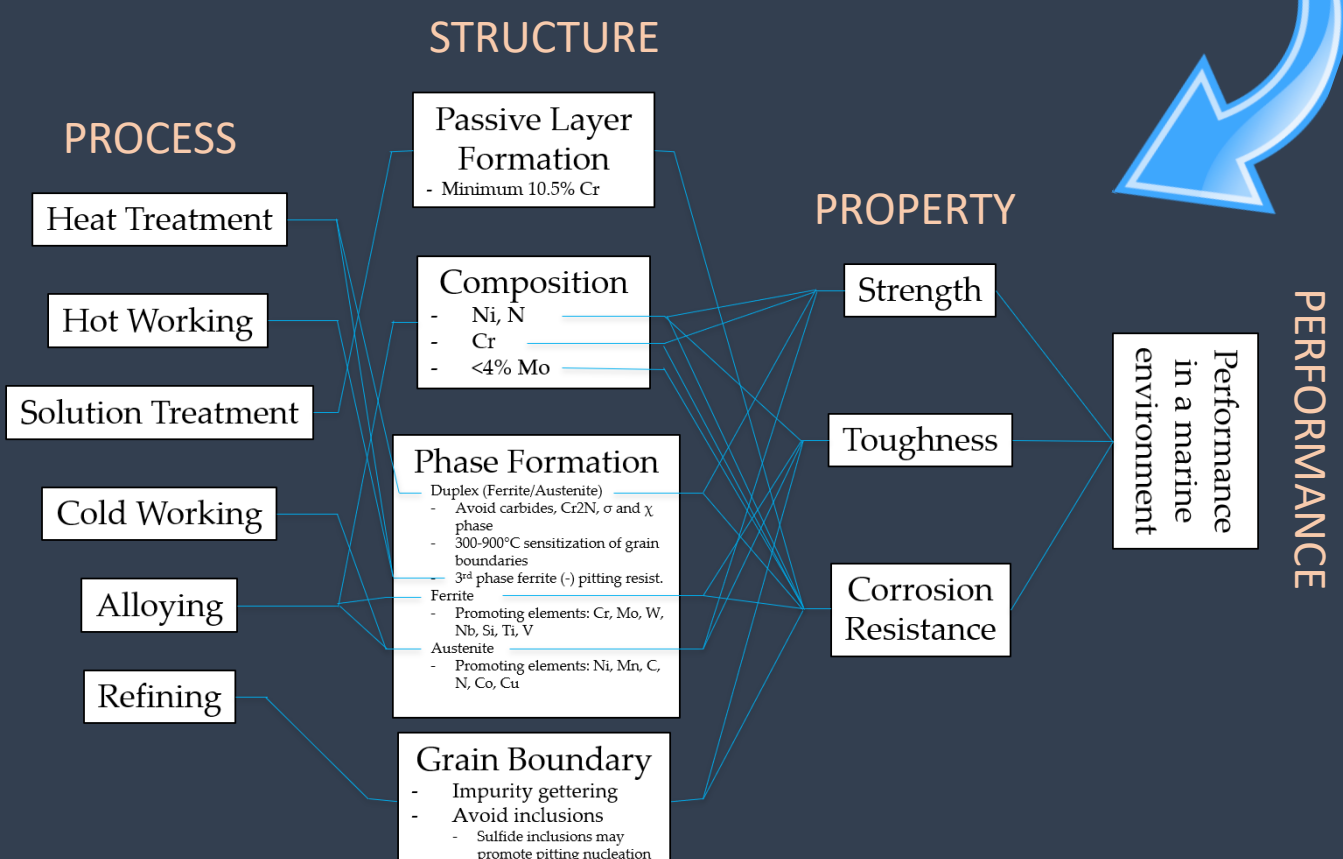 STRUCTURE
PROCESS
PROPERTY
PERFORMANCE
Heat Treatment
Hot Working
Solution Treatment
Cold Working
Alloying
Refining
Passive Layer
Formation
- Minimum 10.5% Cr
Composition
- Ni, N
- Cr
- <4% Mo
Phase Formation
Duplex (Ferrite/Austenite)
- Avoid carbides, Cr2N, σ and χ
phase
- 300-900°C sensitization of grain
boundaries
- 3rd phase ferrite (-) pitting resist.
Ferrite
- Promoting elements: Cr, Mo, W,
Nb, Si, Ti, V
Austenite
- Promoting elements: Ni, Mn, C,
N, Co, Cu
Grain Boundary
- Impurity gettering
- Avoid inclusions
- Sulfide inclusions may
promote pitting nucleation
Strength
Toughness
Corrosion
Resistance
Performance
in a marine
environment